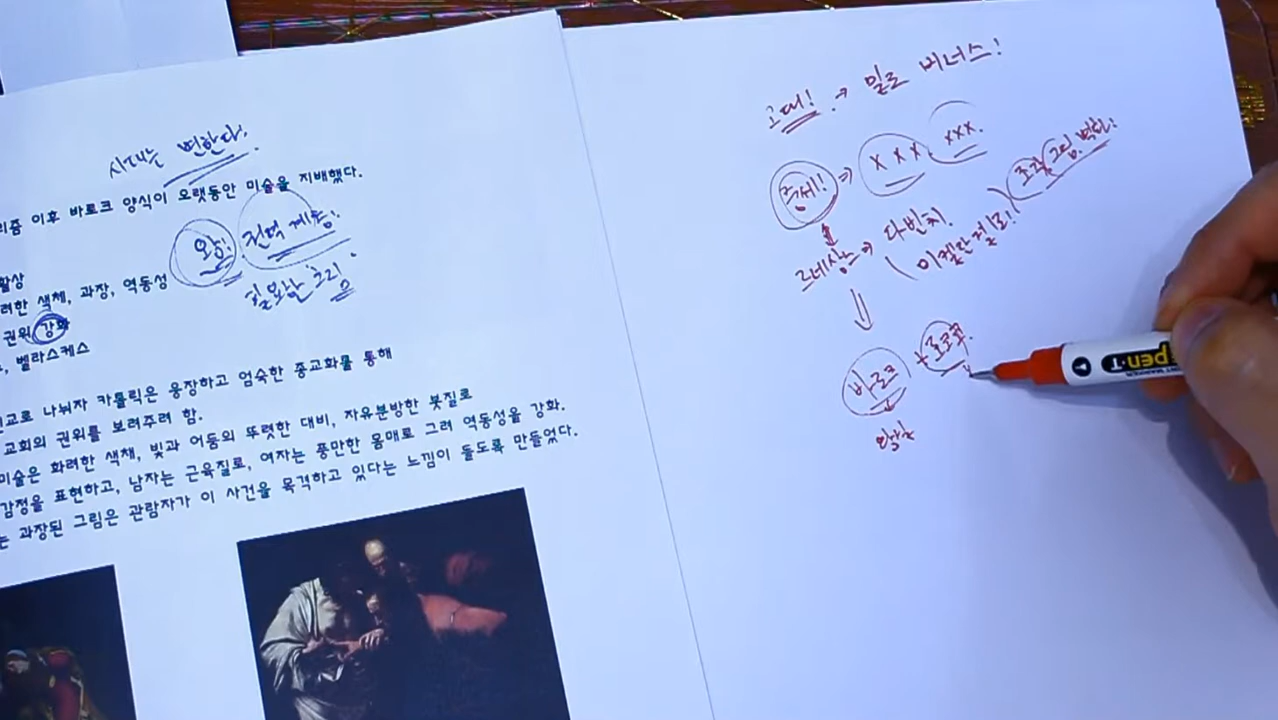 시대는 변한다.
리즘 이후 바로크 양식이 오랫동안 미술을 지배했다.
왕! 전역 계층!
필요한 '그림'
활상
려한 색체, 과장, 역동성
권위 강화
, 벨라스케스
교로 나뉘자 카톨릭은 웅장하고 엄숙한 종교화를 통해
교회의 권위를 보려주려 함.
미술은 화려한 색채, 빛과 어둠의 뚜렷한 대비, 자유분방한 붓질로
감정을 표현하고, 남자는 근육질로, 여자는 풍만한 몸매로 그려 역동성을 강화.
는 과장된 그림은 관람자가 이 사건을 목격하고 있다는 느낌이 들도록 만들었다.
고대! → 밀로 비너스!
중세! ⇒ x x x xxx.
르네상스 → 다빈치.
미켈란젤로!
조각 그림. 벽화!
바로크 + 로코코.
왕실
pen·T